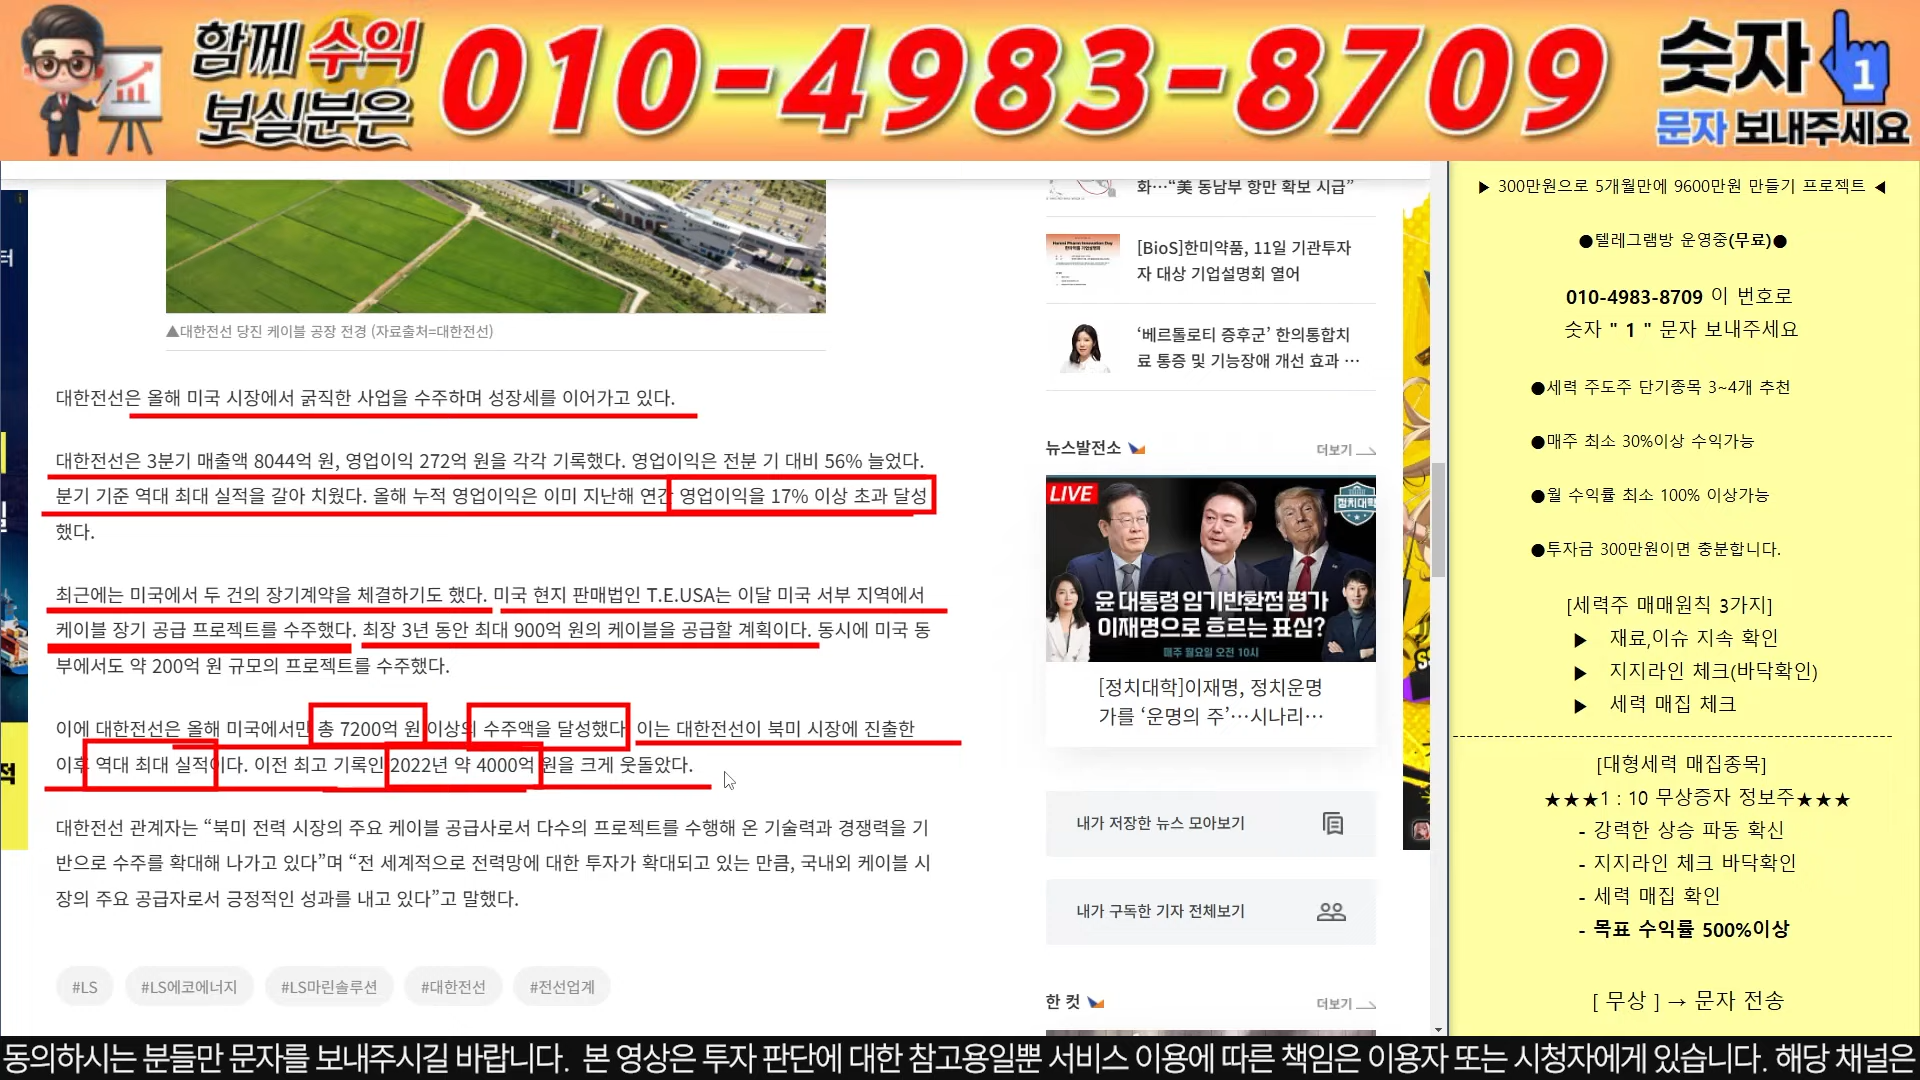 함께 수익
보실분은
010-4983-8709
숫자 1
문자 보내주세요
▲대한전선 당진 케이블 공장 전경 (자료출처=대한전선)
대한전선은 올해 미국 시장에서 굵직한 사업을 수주하며 성장세를 이어가고 있다.
대한전선은 3분기 매출액 8044억 원, 영업이익 272억 원을 각각 기록했다. 영업이익은 전분 기 대비 56% 늘었다.
분기 기준 역대 최대 실적을 갈아 치웠다. 올해 누적 영업이익은 이미 지난해 연간 영업이익을 17% 이상 초과 달성
했다.
최근에는 미국에서 두 건의 장기계약을 체결하기도 했다. 미국 현지 판매법인 T.E.USA는 이달 미국 서부 지역에서
케이블 장기 공급 프로젝트를 수주했다. 최장 3년 동안 최대 900억 원의 케이블을 공급할 계획이다. 동시에 미국 동
부에서도 약 200억 원 규모의 프로젝트를 수주했다.
이에 대한전선은 올해 미국에서만 총 7200억 원 이상의 수주액을 달성했다. 이는 대한전선이 북미 시장에 진출한
이후 역대 최대 실적이다. 이전 최고 기록인 2022년 약 4000억 원을 크게 웃돌았다.
대한전선 관계자는 “북미 전력 시장의 주요 케이블 공급사로서 다수의 프로젝트를 수행해 온 기술력과 경쟁력을 기
반으로 수주를 확대해 나가고 있다”며 “전 세계적으로 전력망에 대한 투자가 확대되고 있는 만큼, 국내외 케이블 시
장의 주요 공급자로서 긍정적인 성과를 내고 있다”고 말했다.
#LS
#LS에코에너지
#LS마린솔루션
#대한전선
#전선업계
화…“美 동남부 항만 확보 시급”
[BioS]한미약품, 11일 기관투자
자 대상 기업설명회 열어
‘베르톨로티 증후군’ 한의통합치
료 통증 및 기능장애 개선 효과 …
뉴스발전소
더보기
LIVE
정치대학
윤 대통령 임기반환점 평가
이재명으로 흐르는 표심?
매주 월요일 오전 10시
[정치대학]이재명, 정치운명
가를 ‘운명의 주’…시나리…
내가 저장한 뉴스 모아보기
내가 구독한 기자 전체보기
한 컷
더보기
▶ 300만원으로 5개월만에 9600만원 만들기 프로젝트 ◀
●텔레그램방 운영중(무료)●
010-4983-8709 이 번호로
숫자 " 1 " 문자 보내주세요
●세력 주도주 단기종목 3~4개 추천
●매주 최소 30%이상 수익가능
●월 수익률 최소 100% 이상가능
●투자금 300만원이면 충분합니다.
[세력주 매매원칙 3가지]
▶ 재료,이슈 지속 확인
▶ 지지라인 체크(바닥확인)
▶ 세력 매집 체크
[대형세력 매집종목]
★★★1 : 10 무상증자 정보주★★★
- 강력한 상승 파동 확신
- 지지라인 체크 바닥확인
- 세력 매집 확인
- 목표 수익률 500%이상
[ 무상 ] → 문자 전송
동의하시는 분들만 문자를 보내주시길 바랍니다. 본 영상은 투자 판단에 대한 참고용일뿐 서비스 이용에 따른 책임은 이용자 또는 시청자에게 있습니다. 해당 채널은